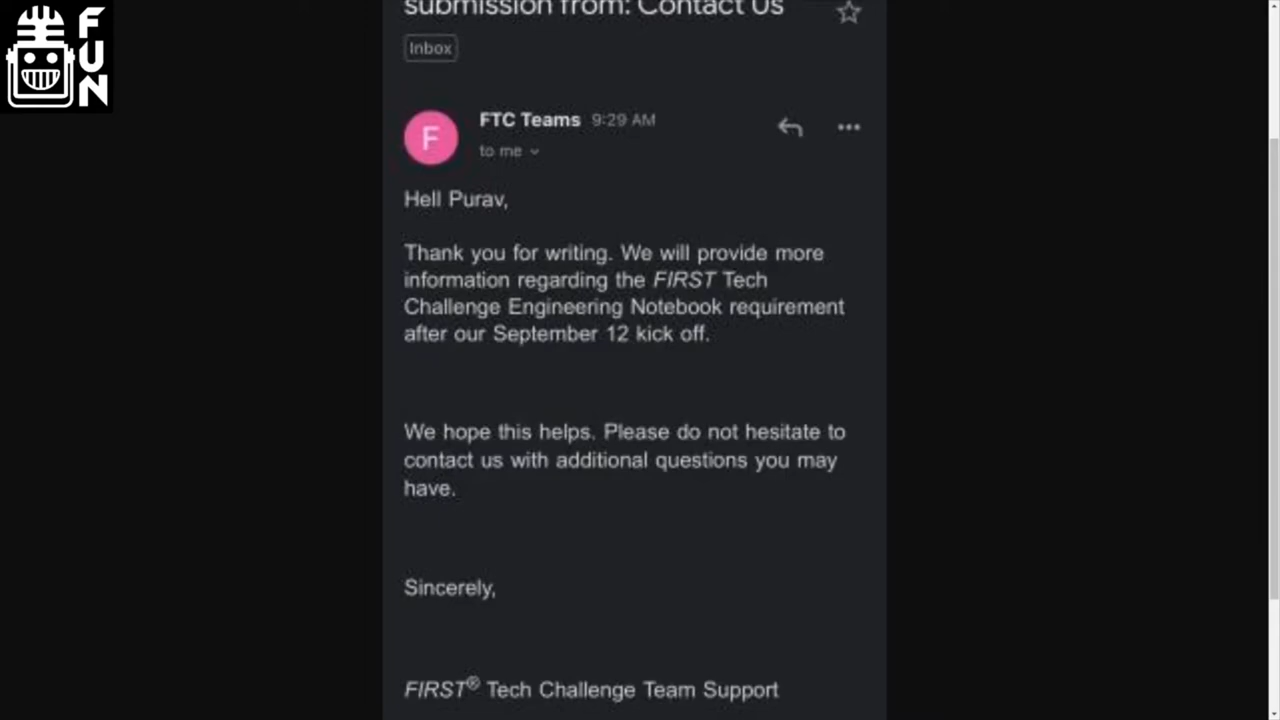 FUN
submission from: Contact Us
Inbox
F
FTC Teams 9:29 AM
to me
Hell Purav,
Thank you for writing. We will provide more
information regarding the FIRST Tech
Challenge Engineering Notebook requirement
after our September 12 kick off.
We hope this helps. Please do not hesitate to
contact us with additional questions you may
have.
Sincerely,
FIRST® Tech Challenge Team Support